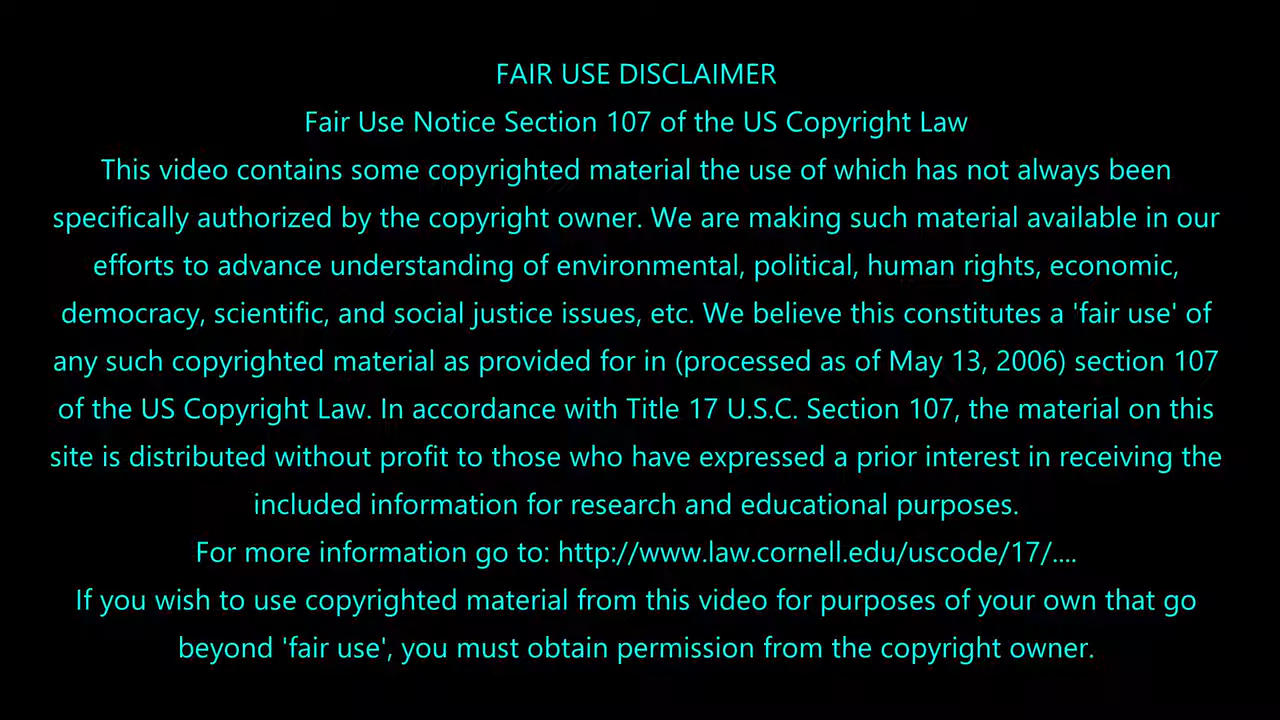 FAIR USE DISCLAIMER
Fair Use Notice Section 107 of the US Copyright Law
This video contains some copyrighted material the use of which has not always been
specifically authorized by the copyright owner. We are making such material available in our
efforts to advance understanding of environmental, political, human rights, economic,
democracy, scientific, and social justice issues, etc. We believe this constitutes a 'fair use' of
any such copyrighted material as provided for in (processed as of May 13, 2006) section 107
of the US Copyright Law. In accordance with Title 17 U.S.C. Section 107, the material on this
site is distributed without profit to those who have expressed a prior interest in receiving the
included information for research and educational purposes.
For more information go to: http://www.law.cornell.edu/uscode/17/....
If you wish to use copyrighted material from this video for purposes of your own that go
beyond 'fair use', you must obtain permission from the copyright owner.